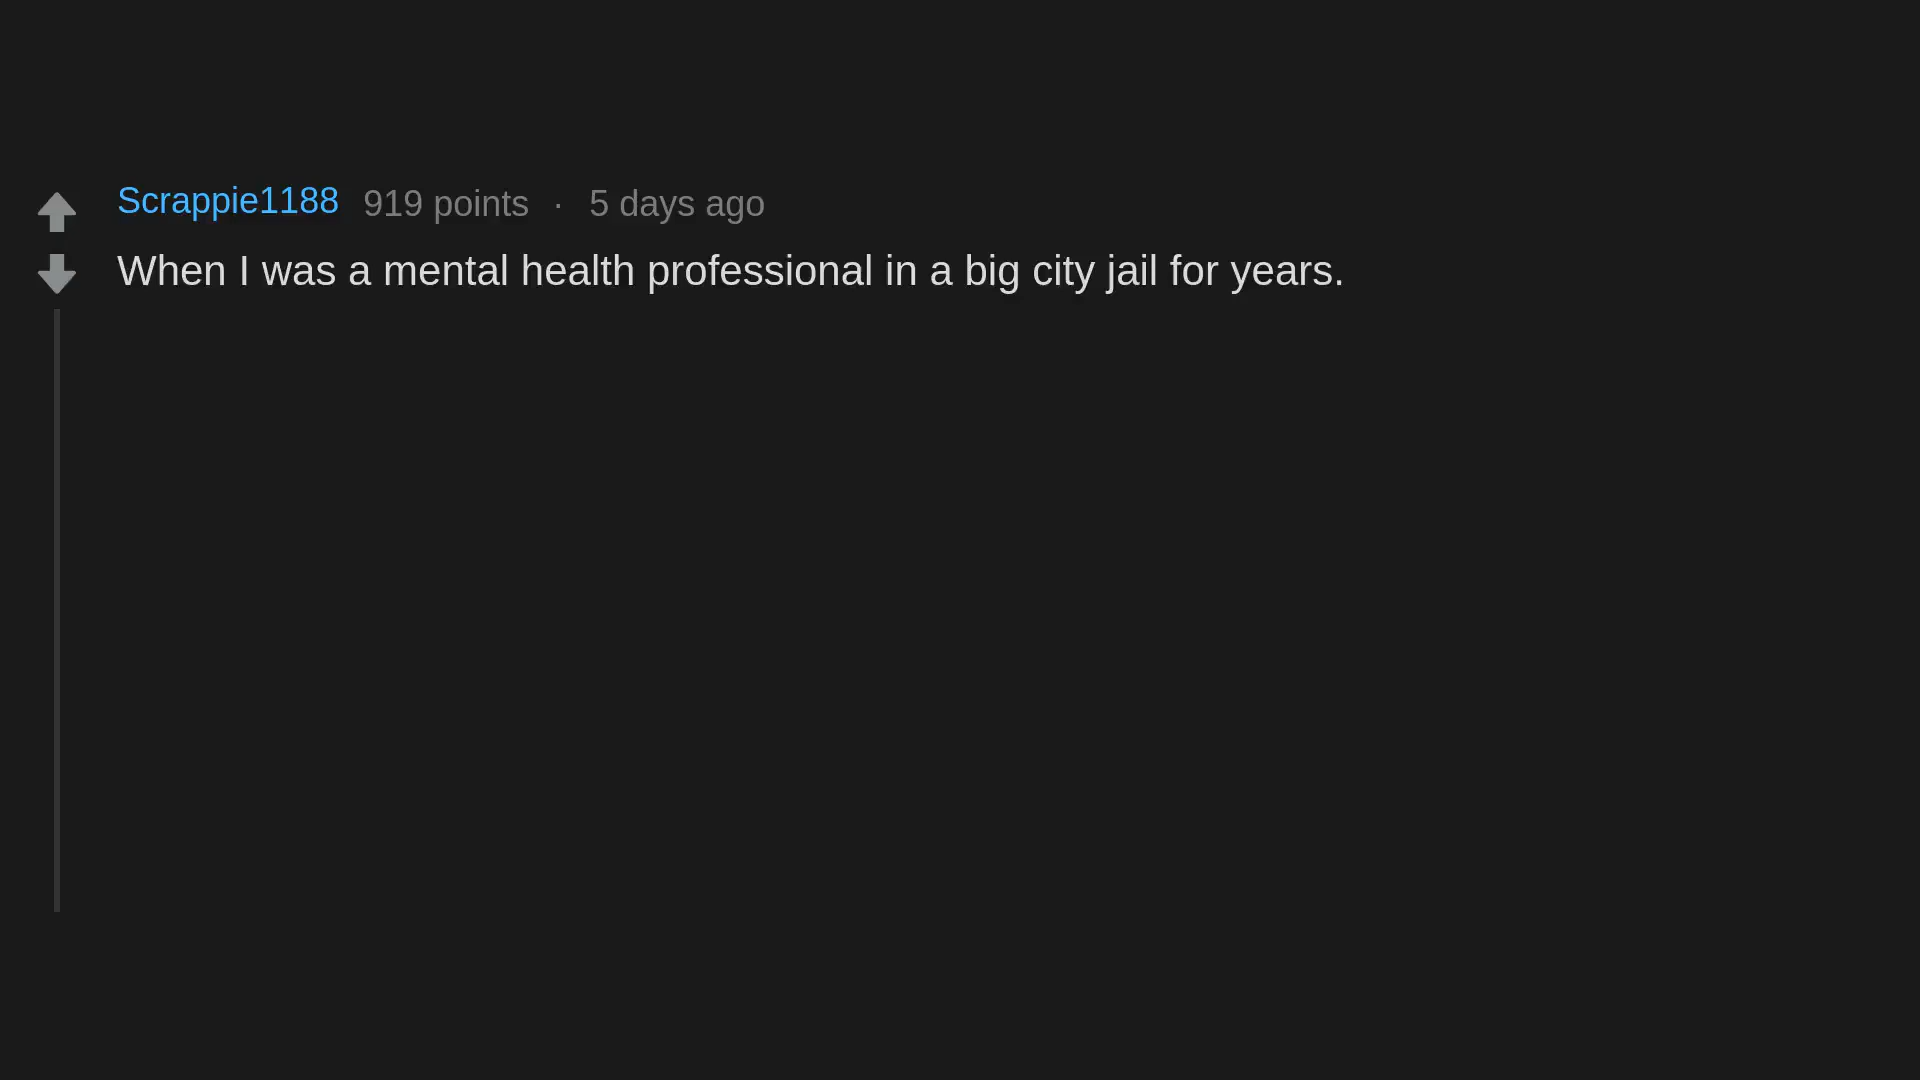 Scrappie1188 919 points · 5 days ago
When I was a mental health professional in a big city jail for years.